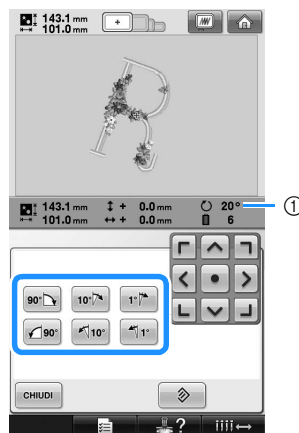 143.1 mm
101.0 mm
+
143.1 mm + 0.0 mm 20°
101.0 mm + 0.0 mm 6
①
90° 10° 1°
90° 10° 1°
CHIUDI
?